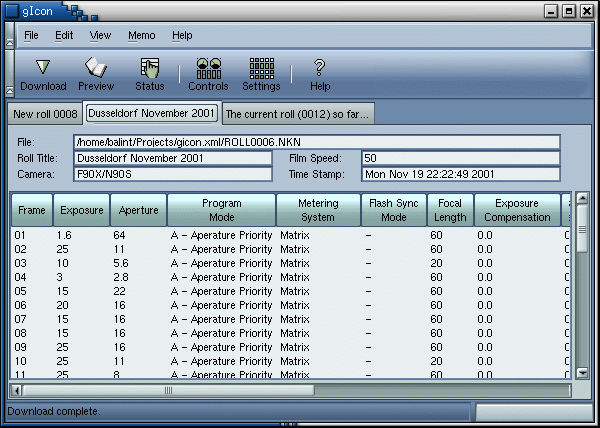 gIcon
File Edit View Memo Help
Download Preview Status Controls Settings Help
New roll 0008 Dusseldorf November 2001 The current roll (0012) so far...
File: /home/balint/Projects/gicon.xml/ROLL0006.NKN
Roll Title: Dusseldorf November 2001 Film Speed: 50
Camera: F90X/N90S Time Stamp: Mon Nov 19 22:22:49 2001
Frame Exposure Aperture Program Mode Metering System Flash Sync Mode Focal Length Exposure Compensation
01 1.6 64 A - Aperature Priority Matrix - 60 0.0
02 25 11 A - Aperature Priority Matrix - 60 0.0
03 10 5.6 A - Aperature Priority Matrix - 20 0.0
04 3 2.8 A - Aperature Priority Matrix - 60 0.0
05 15 22 A - Aperature Priority Matrix - 60 0.0
06 20 16 A - Aperature Priority Matrix - 60 0.0
07 15 16 A - Aperature Priority Matrix - 60 0.0
08 15 16 A - Aperature Priority Matrix - 60 0.0
09 25 16 A - Aperature Priority Matrix - 60 0.0
10 25 11 A - Aperature Priority Matrix - 20 0.0
11 25 8 A - Aperature Priority Matrix - 60 0.0
Download complete.